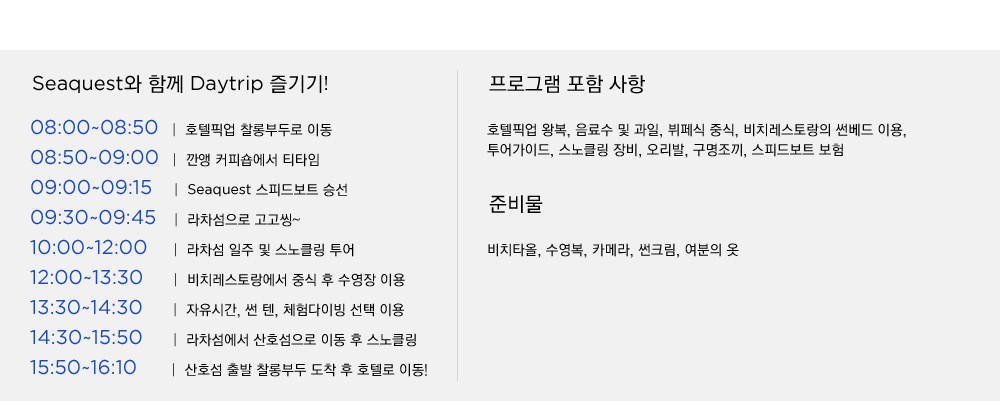 Seaquest와 함께 Daytrip 즐기기!
08:00~08:50 | 호텔픽업 찰롱부두로 이동
08:50~09:00 | 깐앵 커피숍에서 티타임
09:00~09:15 | Seaquest 스피드보트 승선
09:30~09:45 | 라차섬으로 고고씽~
10:00~12:00 | 라차섬 일주 및 스노클링 투어
12:00~13:30 | 비치레스토랑에서 중식 후 수영장 이용
13:30~14:30 | 자유시간, 썬 텐, 체험다이빙 선택 이용
14:30~15:50 | 라차섬에서 산호섬으로 이동 후 스노클링
15:50~16:10 | 산호섬 출발 찰롱부두 도착 후 호텔로 이동!
프로그램 포함 사항
호텔픽업 왕복, 음료수 및 과일, 뷔페식 중식, 비치레스토랑의 썬베드 이용,
투어가이드, 스노클링 장비, 오리발, 구명조끼, 스피드보트 보험
준비물
비치타올, 수영복, 카메라, 썬크림, 여분의 옷